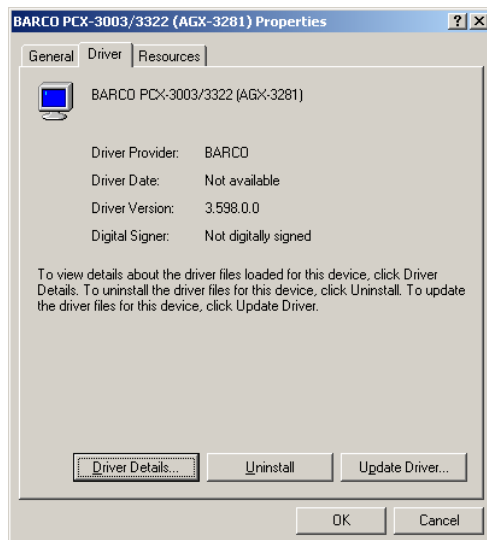 BARCO PCX-3003/3322 (AGX-3281) Properties
General Driver Resources
BARCO PCX-3003/3322 (AGX-3281)
Driver Provider: BARCO
Driver Date: Not available
Driver Version: 3.598.0.0
Digital Signer: Not digitally signed
To view details about the driver files loaded for this device, click Driver
Details. To uninstall the driver files for this device, click Uninstall. To update
the driver files for this device, click Update Driver.
Driver Details... Uninstall Update Driver...
OK Cancel